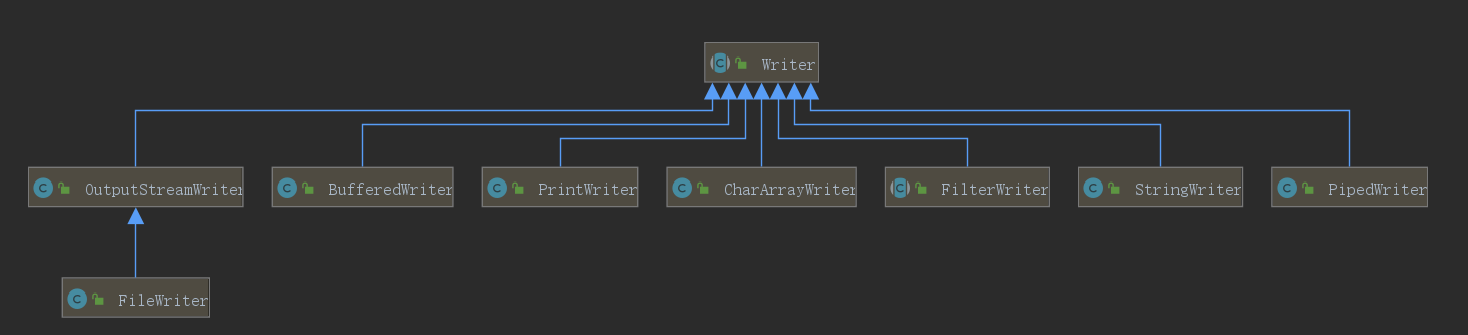 Writer
OutputStreamWriter
BufferedWriter
PrintWriter
CharArrayWriter
FilterWriter
StringWriter
PipedWriter
FileWriter